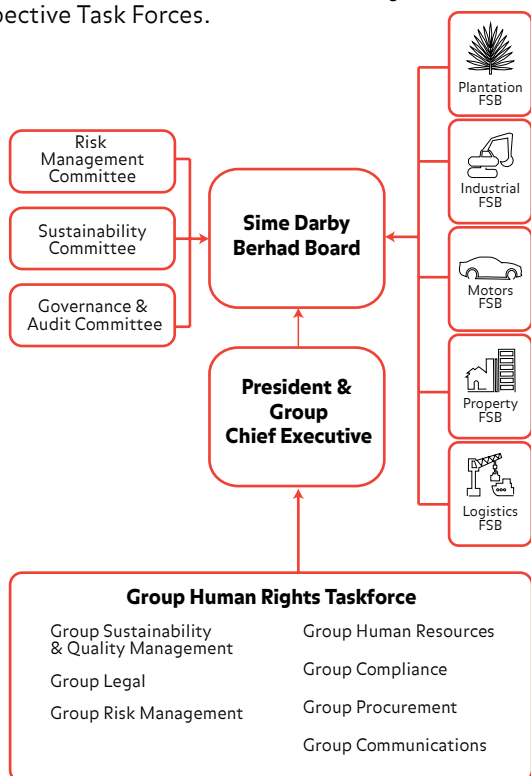 pective Task Forces.
Risk
Management
Committee
Sustainability
Committee
Governance &
Audit Committee
Sime Darby
Berhad Board
President &
Group
Chief Executive
Plantation
FSB
Industrial
FSB
Motors
FSB
Property
FSB
Logistics
FSB
Group Human Rights Taskforce
Group Sustainability
& Quality Management
Group Legal
Group Risk Management
Group Human Resources
Group Compliance
Group Procurement
Group Communications